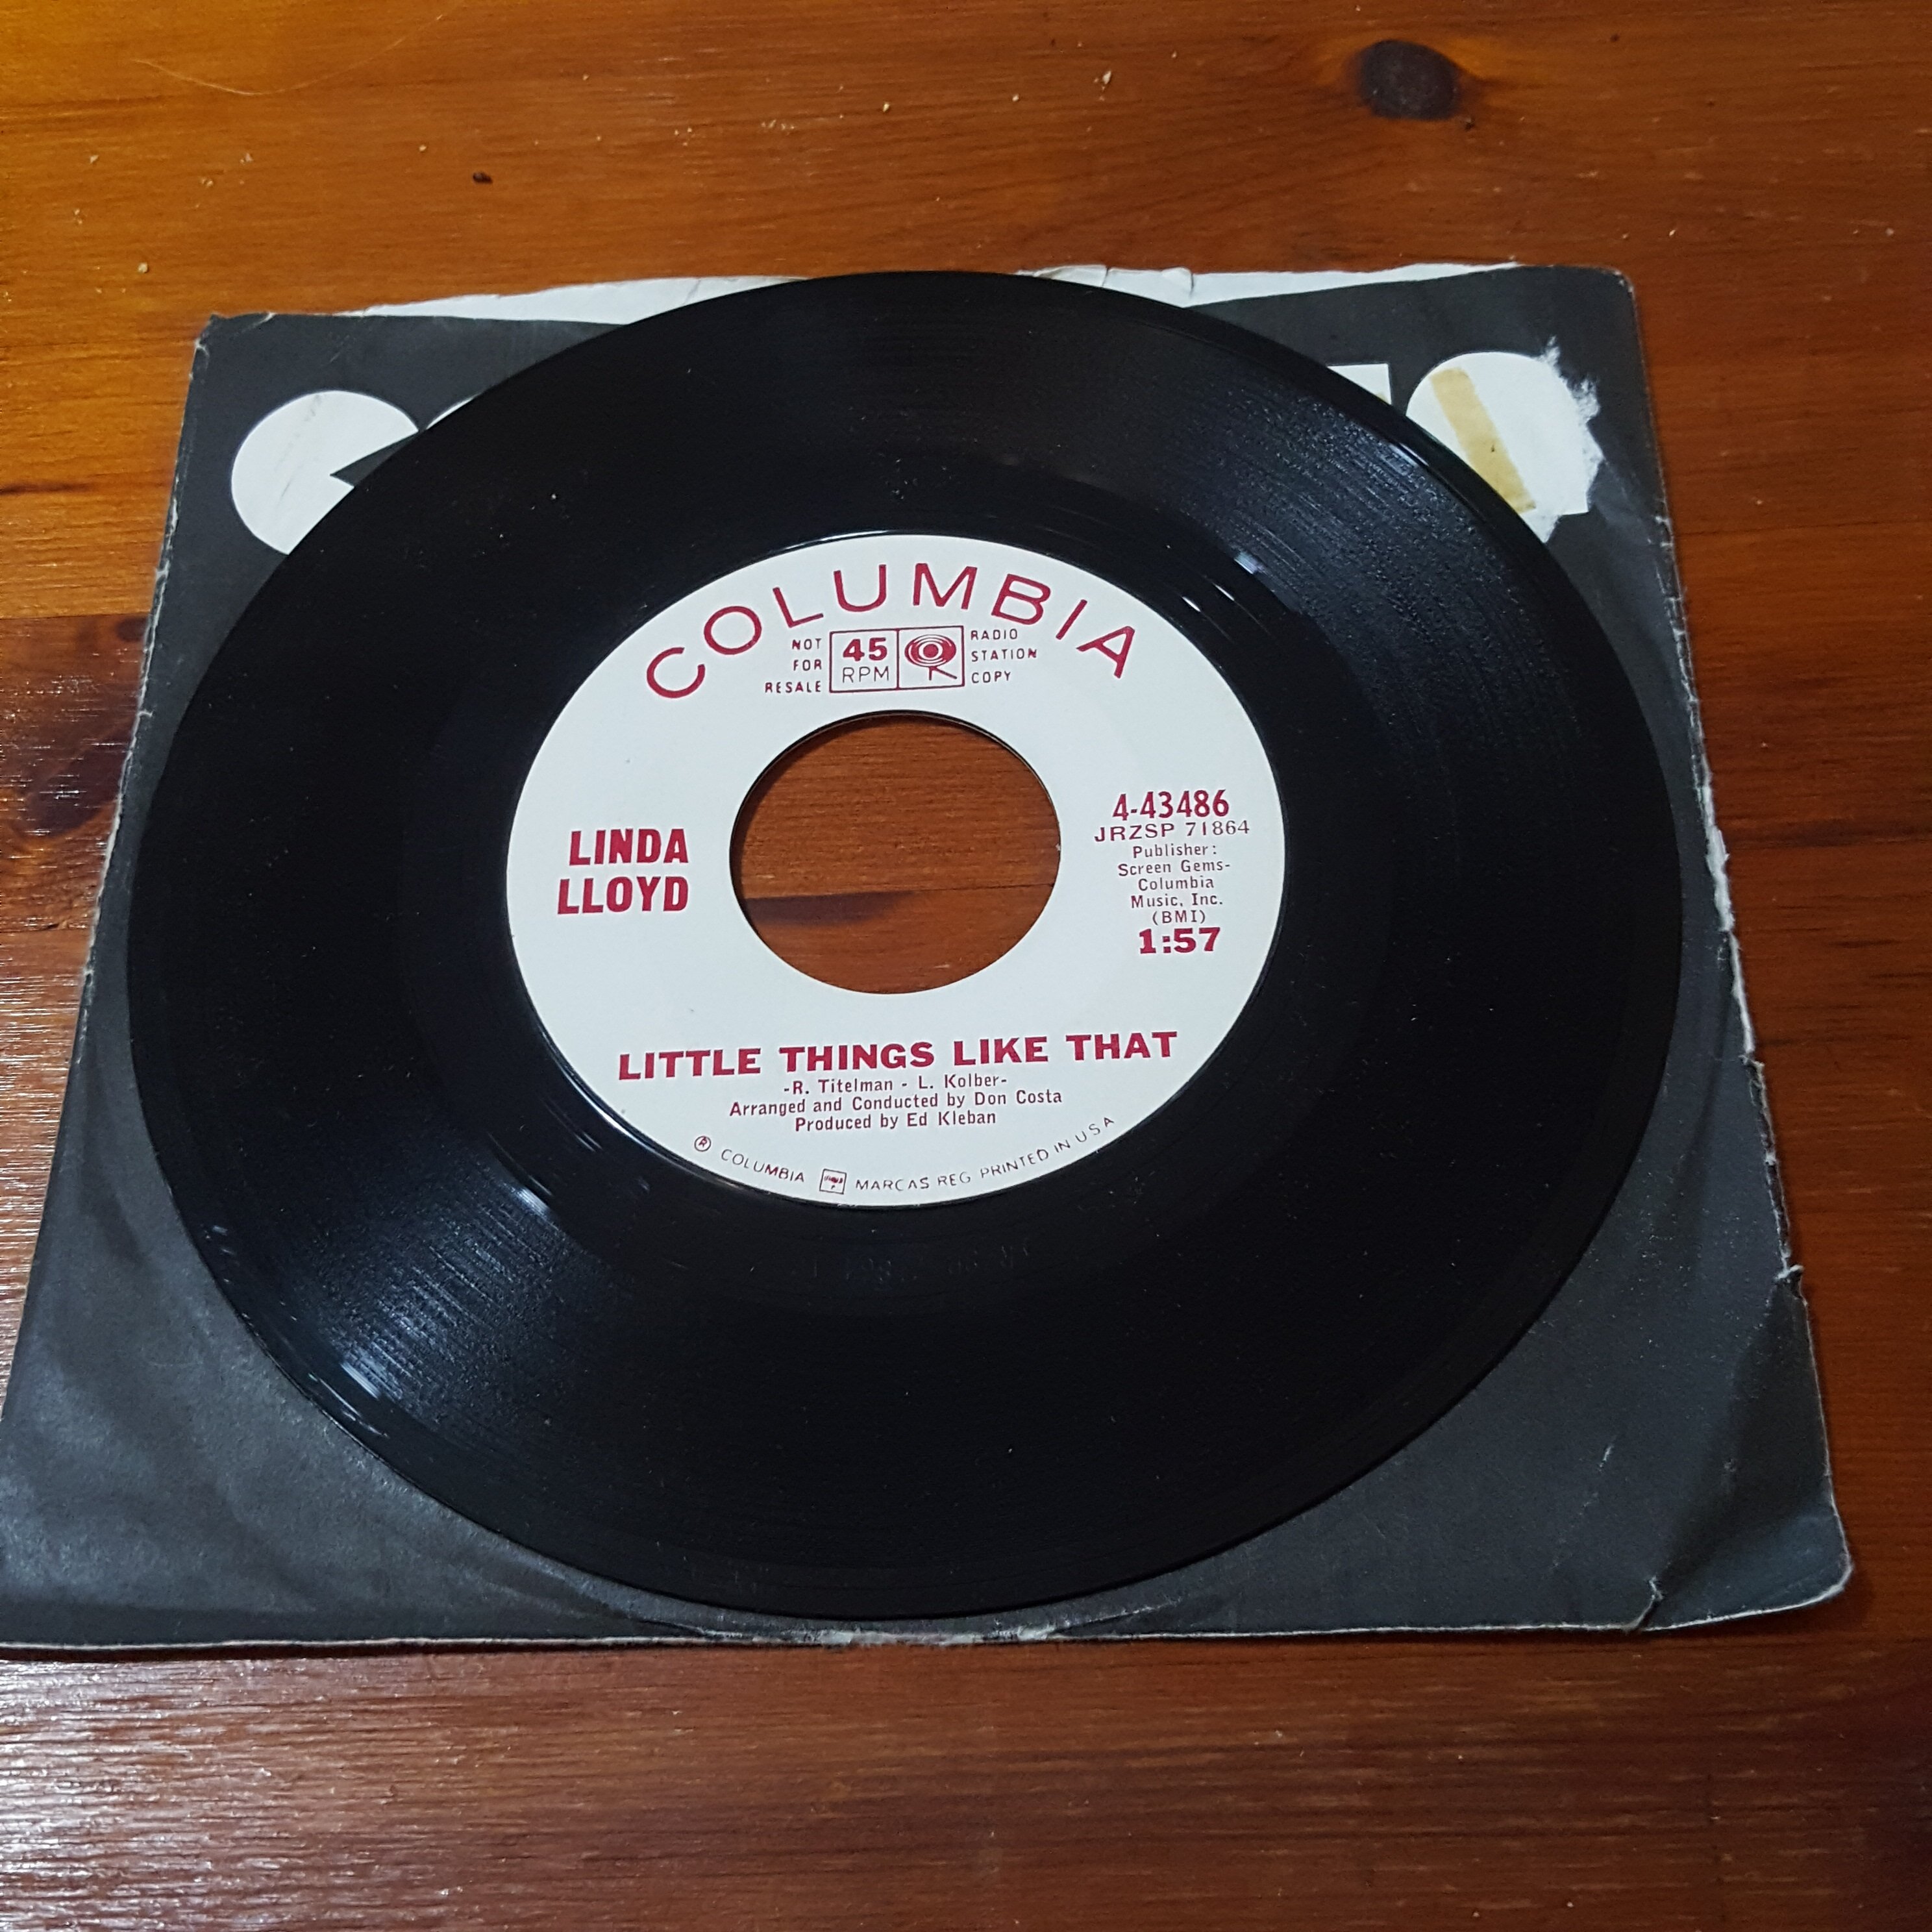 COLUMBIA
NOT
FOR
RESALE
45
RPM
RADIO
STATION
COPY
LINDA
LLOYD
4-43486
JRZSP 71864
Publisher:
Screen Gems-
Columbia
Music, Inc.
(BMI)
1:57
LITTLE THINGS LIKE THAT
-R. Titelman - L. Kolber-
Arranged and Conducted by Don Costa
Produced by Ed Kleban
® COLUMBIA MARCAS REG PRINTED IN U S A